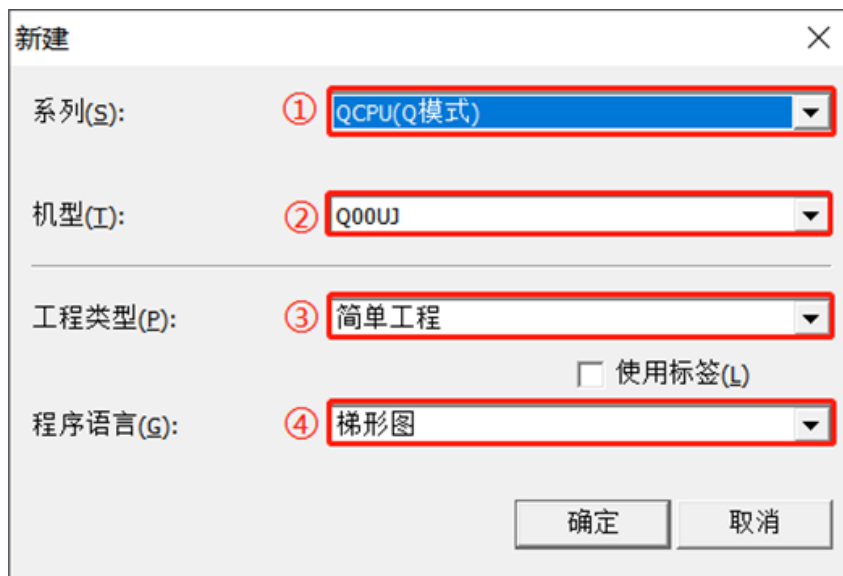 新建
系列(S): ① QCPU(Q模式)
机型(T): ② Q00UJ
工程类型(P): ③ 简单工程
使用标签(L)
程序语言(G): ④ 梯形图
确定 取消